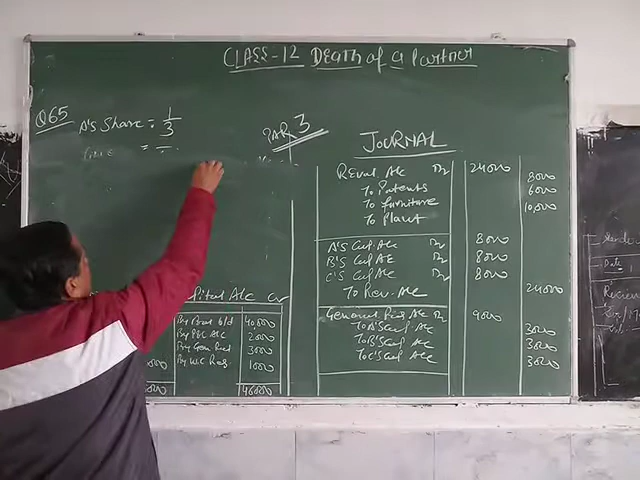 CLASS-12 Death of a Partner
Q65
A'S Share = 1/3
PART 3
JOURNAL
Reval A/c Dr 24000
To Patents 8000
To furniture 6000
To Plant 10,000
A'S Cap A/c Dr 8000
B'S Cap A/c Dr 8000
C'S Cap A/c Dr 8000
To Rev. A/c 24000
General Res A/c Dr 9000
To A'S Cap A/c 3000
To B'S Cap A/c 3000
To C'S Cap A/c 3000
pital A/c Cr
By Bal b/d 40,000
By P&L A/c 2000
By Gen Res 3000
By W.C Res 1000
46000